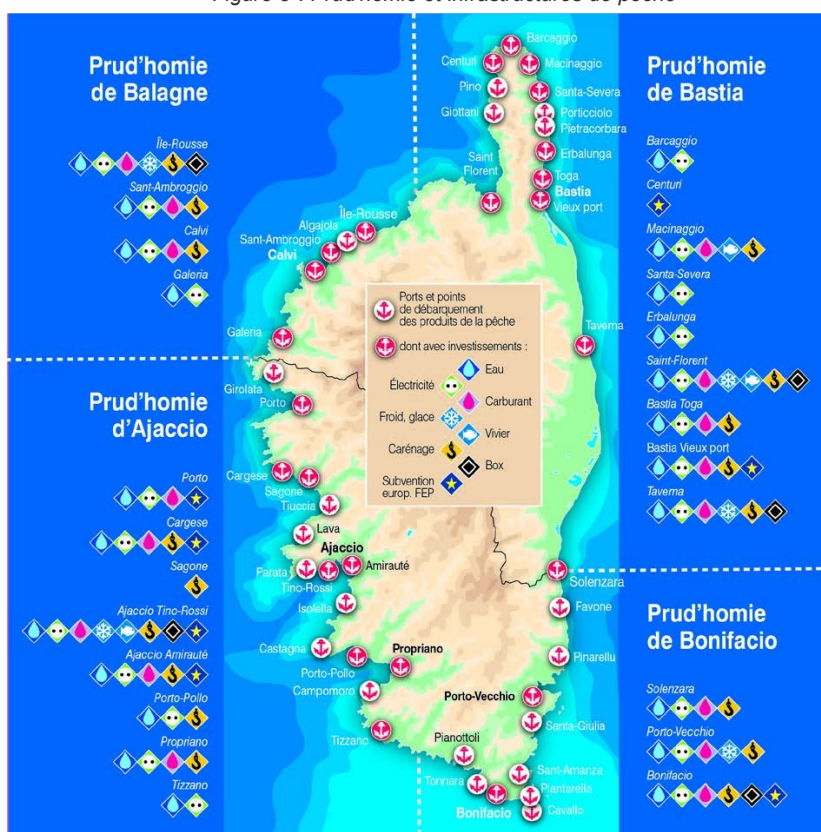 Figure 3 : Prud'homie et infrastructures de pêche
Prud'homie
de Balagne
Île-Rousse
Sant-Ambroggio
Calvi
Galeria
Prud'homie
d'Ajaccio
Porto
Cargese
Sagone
Ajaccio Tino-Rossi
Ajaccio Amirauté
Porto-Pollo
Propriano
Tizzano
Barcaggio
Centuri
Macinaggio
Pino
Santa-Severa
Giottani
Porticciolo
Pietracorbara
Erbalunga
Saint
Florent
Toga
Bastia
Vieux port
Île-Rousse
Algajola
Sant-Ambroggio
Calvi
Galeria
Taverna
Girolata
Porto
Cargese
Sagone
Tiuccia
Lava
Ajaccio
Amirauté
Parata
Tino-Rossi
Isolella
Castagna
Porto-Pollo
Propriano
Campomoro
Tizzano
Solenzara
Favone
Pinarellu
Porto-Vecchio
Santa-Giulia
Pianottoli
Sant-Amanza
Tonnara
Piantarella
Bonifacio
Cavallo
Ports et points
de débarquement
des produits de la pêche
dont avec investissements :
Eau
Électricité
Carburant
Froid, glace
Vivier
Carénage
Box
Subvention
europ. FEP
Prud'homie
de Bastia
Barcaggio
Centuri
Macinaggio
Santa-Severa
Erbalunga
Saint-Florent
Bastia Toga
Bastia Vieux port
Taverna
Prud'homie
de Bonifacio
Solenzara
Porto-Vecchio
Bonifacio